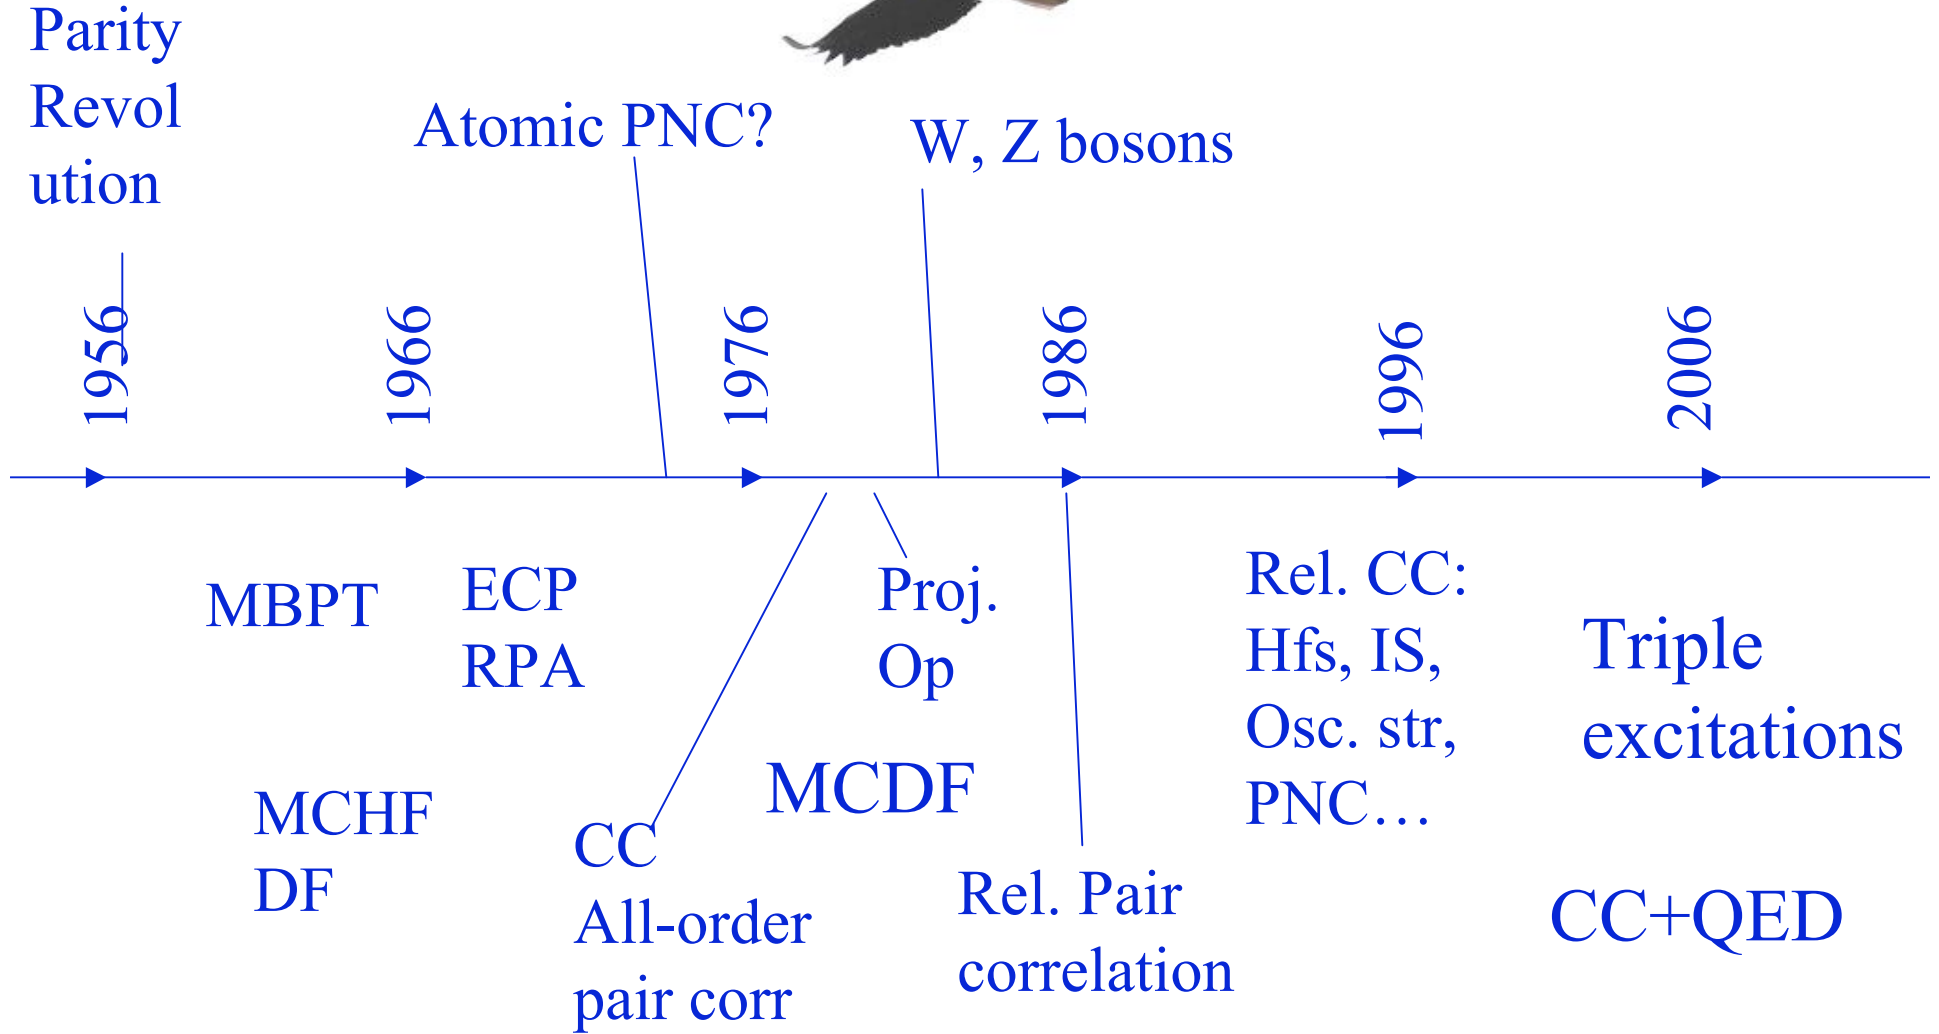 Parity
Revol
ution
Atomic PNC?
W, Z bosons
1956
1966
1976
1986
1996
2006
MBPT
ECP
RPA
Proj.
Op
Rel. CC:
Hfs, IS,
Osc. str,
PNC…
Triple
excitations
MCHF
DF
CC
All-order
pair corr
MCDF
Rel. Pair
correlation
CC+QED